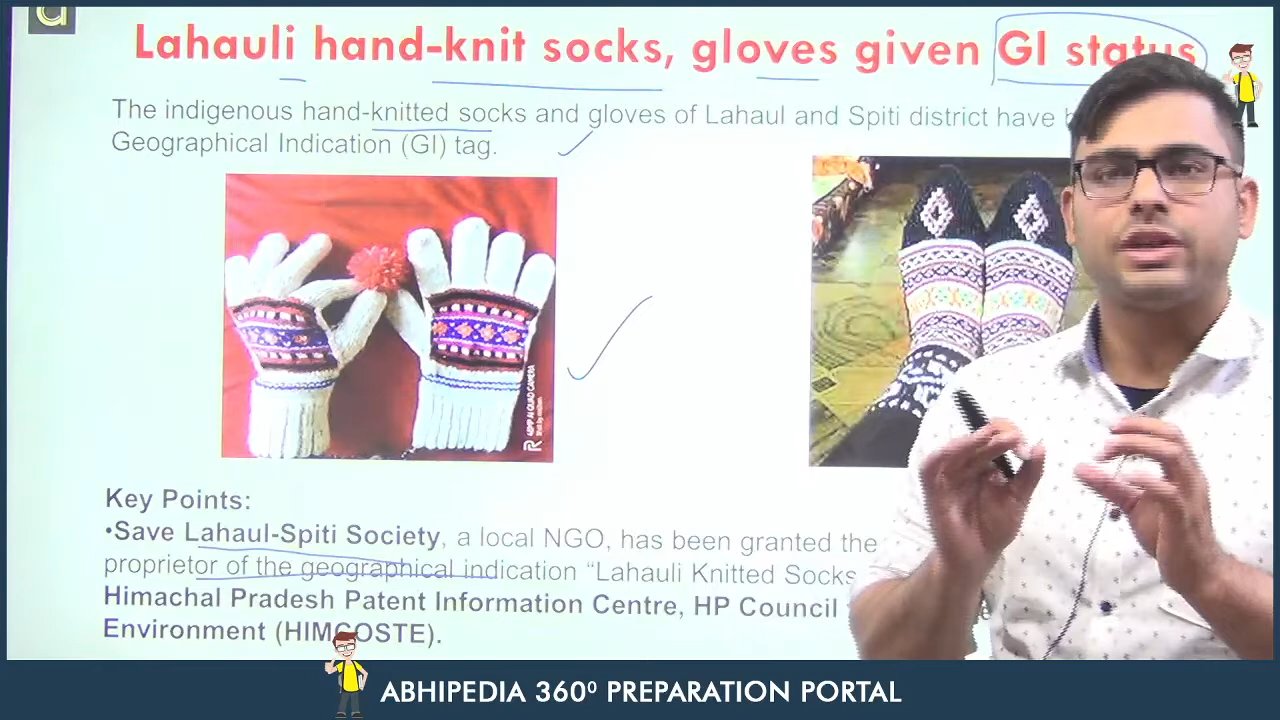 Lahauli hand-knit socks, gloves given GI status
The indigenous hand-knitted socks and gloves of Lahaul and Spiti district have
Geographical Indication (GI) tag.
Key Points:
•Save Lahaul-Spiti Society, a local NGO, has been granted the
proprietor of the geographical indication “Lahauli Knitted Socks
Himachal Pradesh Patent Information Centre, HP Council
Environment (HIMCOSTE).
ABHIPEDIA 360⁰ PREPARATION PORTAL